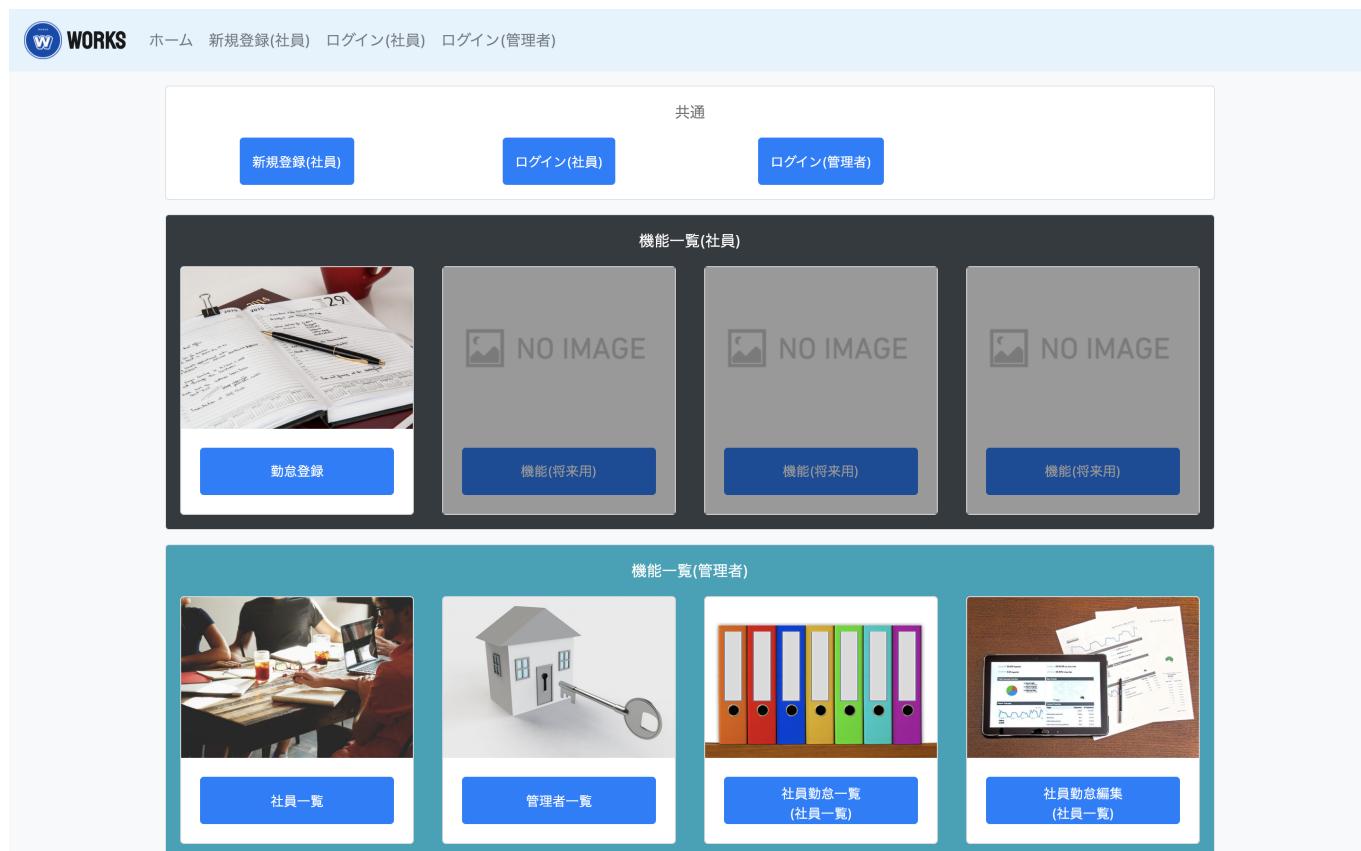 WORKS
ホーム 新規登録(社員) ログイン(社員) ログイン(管理者)
共通
新規登録(社員) ログイン(社員) ログイン(管理者)
機能一覧(社員)
29
NO IMAGE NO IMAGE NO IMAGE
勤怠登録 機能(将来用) 機能(将来用) 機能(将来用)
機能一覧(管理者)
社員一覧 管理者一覧
社員勤怠一覧
(社員一覧)
社員勤怠編集
(社員一覧)